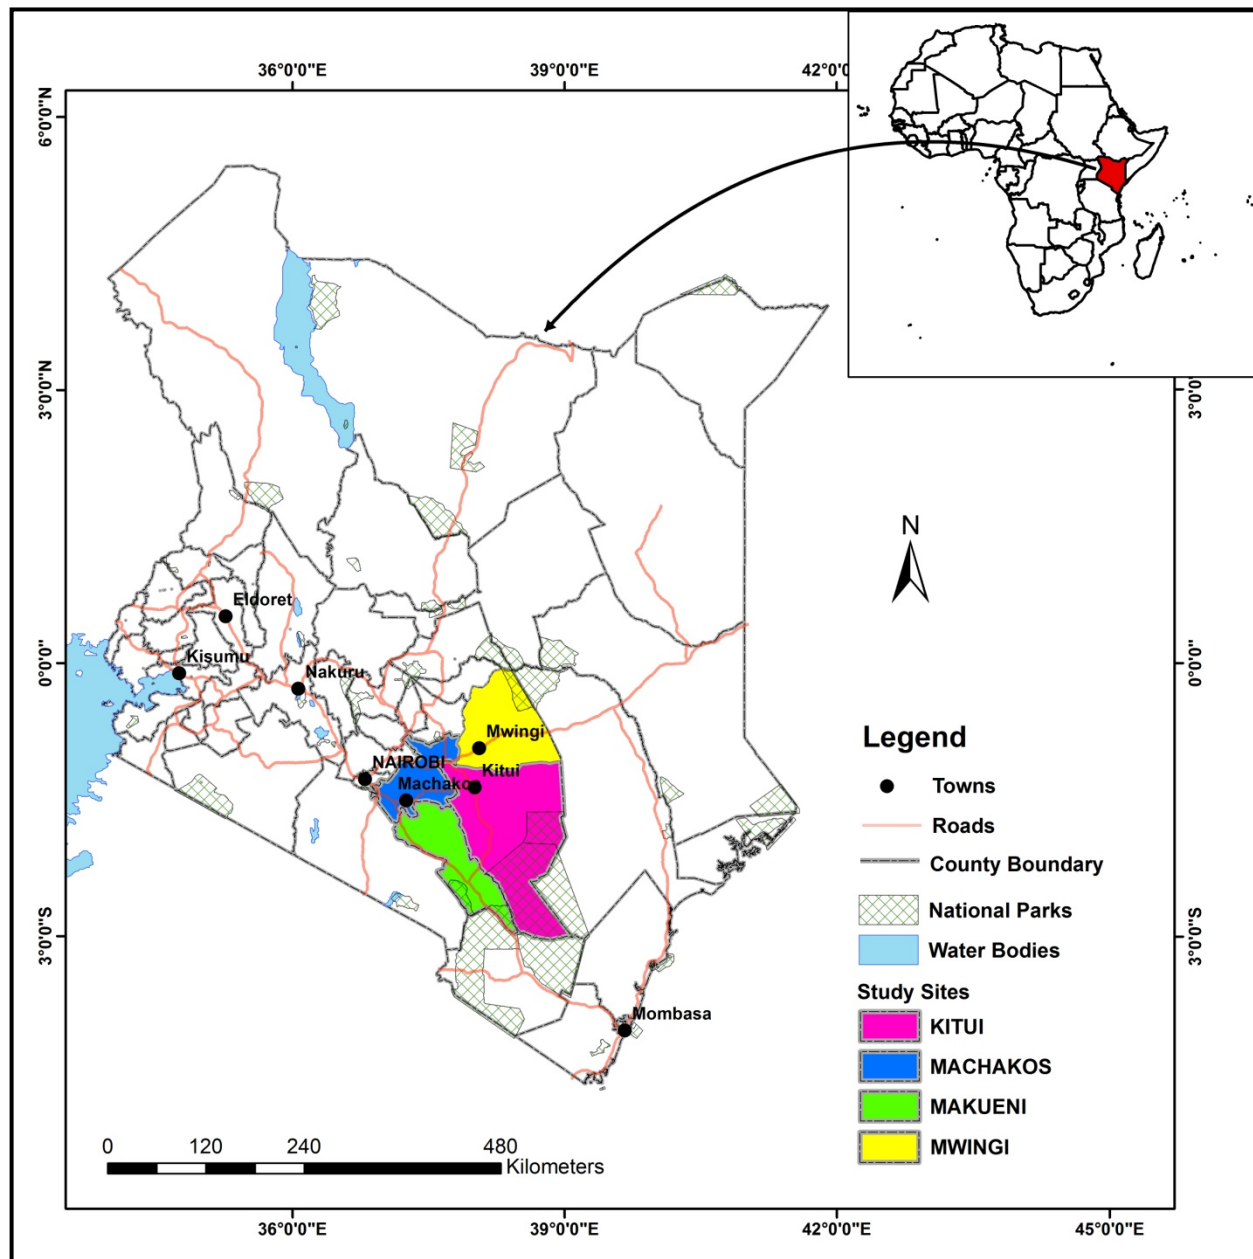 36°0'0"E
39°0'0"E
42°0'0"E
6°0'0"N
3°0'0"N
3°0'0"N
0°0'0"
0°0'0"
3°0'0"S
3°0'0"S
Eldoret
Kisumu
Nakuru
Mwingi
NAIROBI
Kitui
Machakos
Mombasa
N
Legend
Towns
Roads
County Boundary
National Parks
Water Bodies
Study Sites
KITUI
MACHAKOS
MAKUENI
MWINGI
0 120 240 480
Kilometers
36°0'0"E
39°0'0"E
42°0'0"E
45°0'0"E